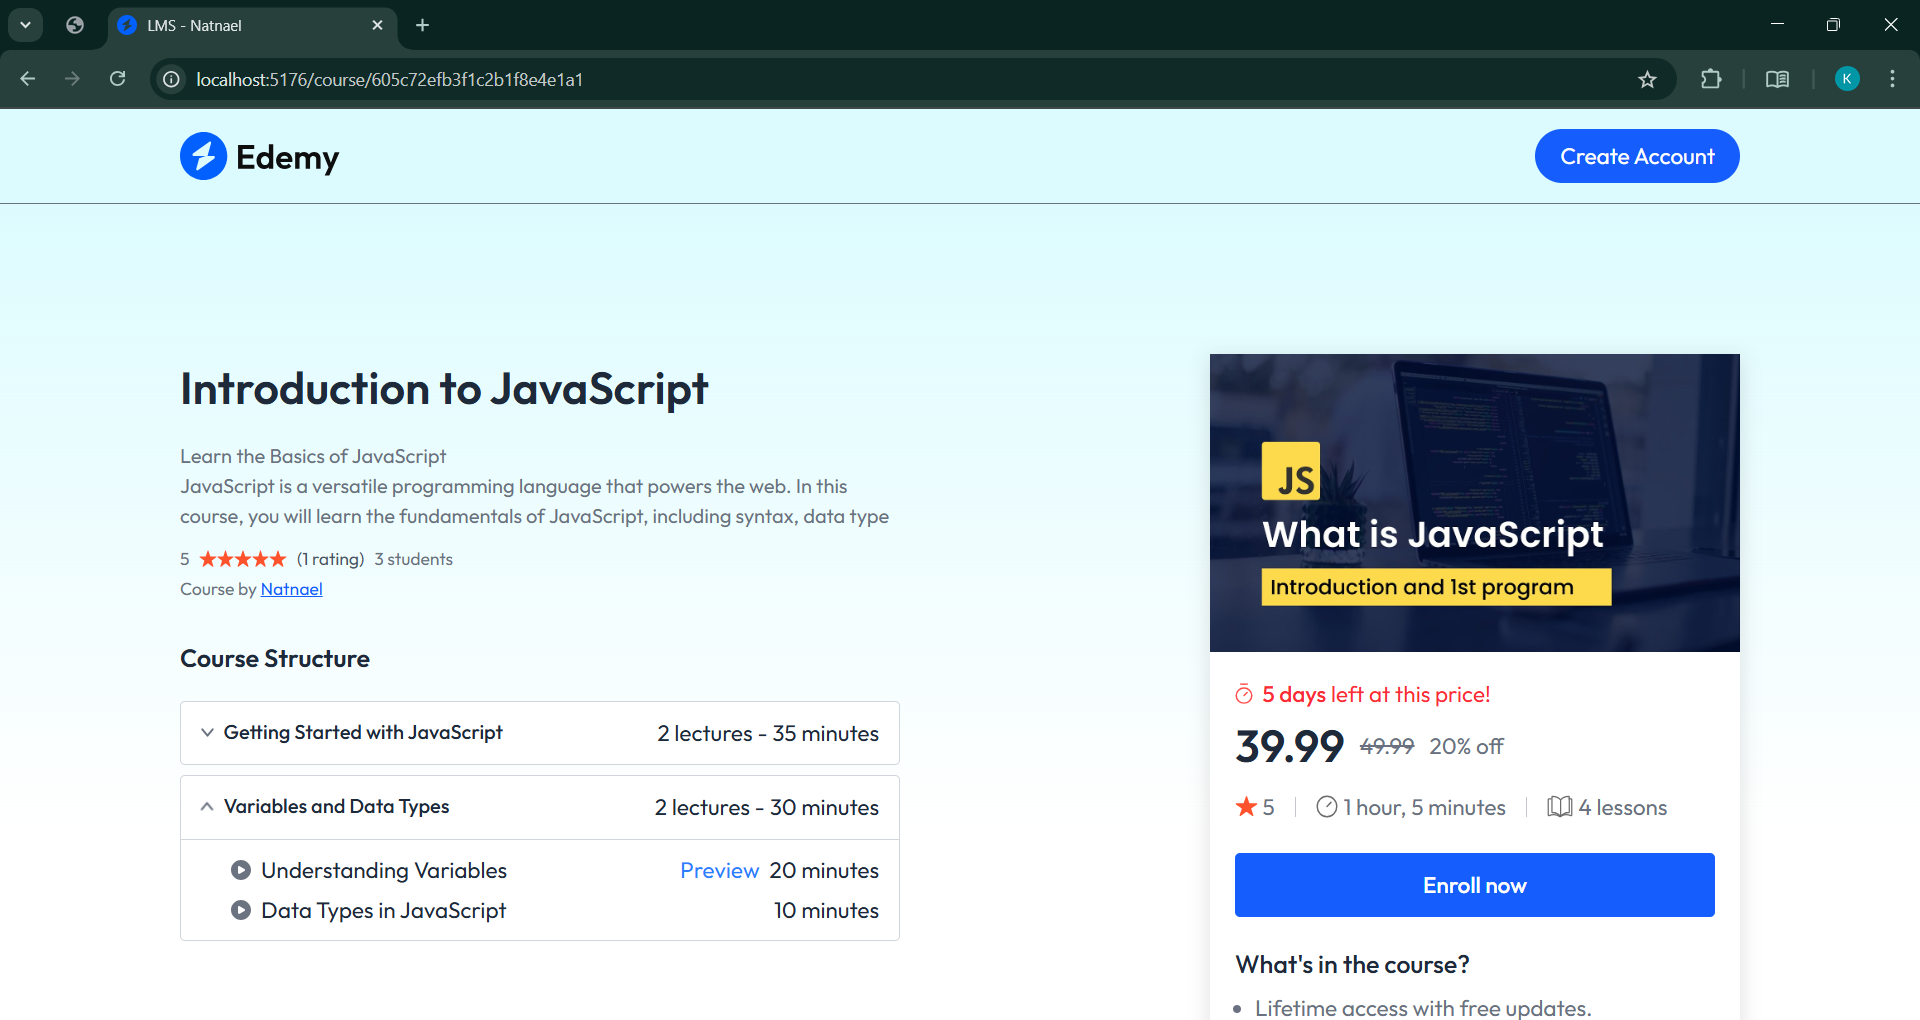 LMS - Natnael
localhost:5176/course/605c72efb3f1c2b1f8e4e1a1
K
Edemy
Create Account
Introduction to JavaScript
Learn the Basics of JavaScript
JavaScript is a versatile programming language that powers the web. In this
course, you will learn the fundamentals of JavaScript, including syntax, data type
5 (1 rating) 3 students
Course by Natnael
Course Structure
Getting Started with JavaScript 2 lectures - 35 minutes
Variables and Data Types 2 lectures - 30 minutes
Understanding Variables Preview 20 minutes
Data Types in JavaScript 10 minutes
JS
What is JavaScript
Introduction and 1st program
5 days left at this price!
39.99 49.99 20% off
5 1 hour, 5 minutes 4 lessons
Enroll now
What's in the course?
Lifetime access with free updates.